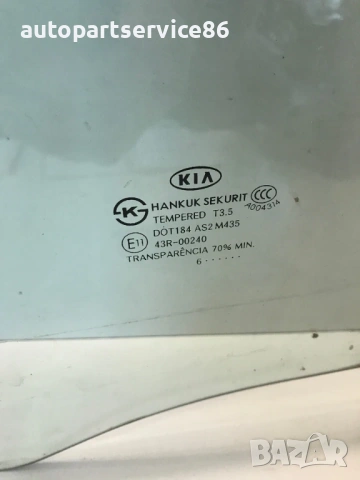 autopartservice86
KIA
HANKUK SEKURIT CCC
TEMPERED T3.5 A004314
DOT184 AS2 M435
E11 43R-00240
TRANSPARÊNCIA 70% MIN.
6 ······
BAZAR